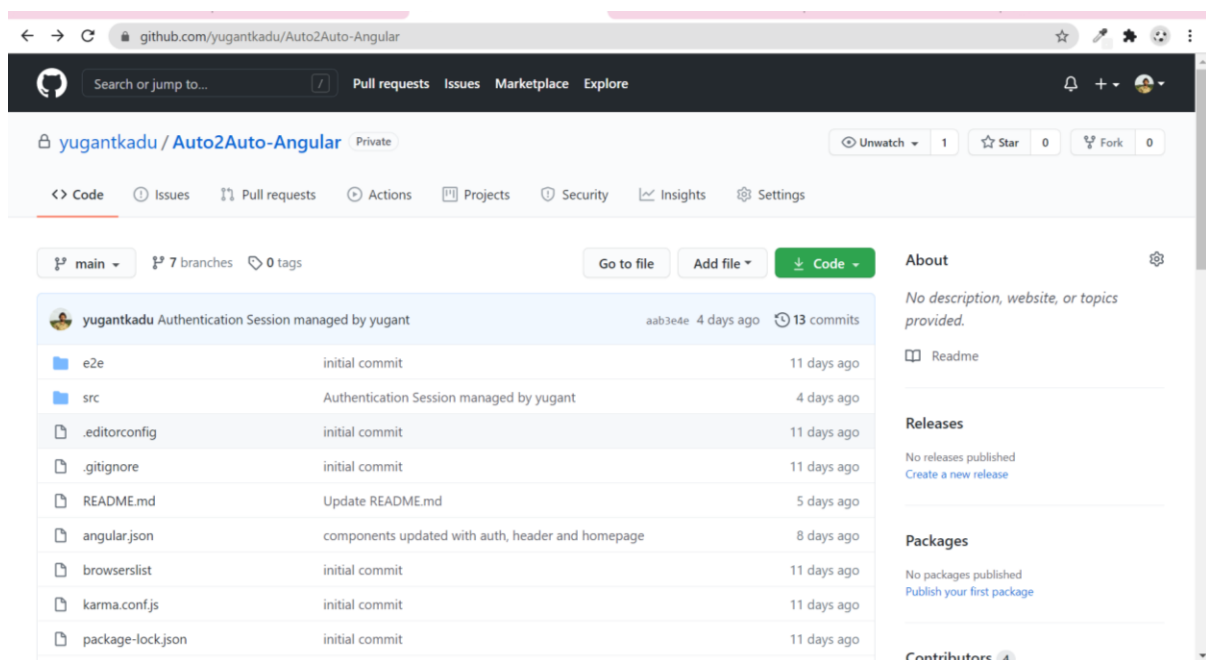 github.com/yugantkadu/Auto2Auto-Angular
Search or jump to... / Pull requests Issues Marketplace Explore
yugantkadu / Auto2Auto-Angular Private
Unwatch 1 Star 0 Fork 0
<> Code Issues Pull requests Actions Projects Security Insights Settings
main 7 branches 0 tags Go to file Add file Code
yugantkadu Authentication Session managed by yugant aab3e4e 4 days ago 13 commits
e2e initial commit 11 days ago
src Authentication Session managed by yugant 4 days ago
.editorconfig initial commit 11 days ago
.gitignore initial commit 11 days ago
README.md Update README.md 5 days ago
angular.json components updated with auth, header and homepage 8 days ago
browserslist initial commit 11 days ago
karma.conf.js initial commit 11 days ago
package-lock.json initial commit 11 days ago
About
No description, website, or topics
provided.
Readme
Releases
No releases published
Create a new release
Packages
No packages published
Publish your first package
Contributors 4